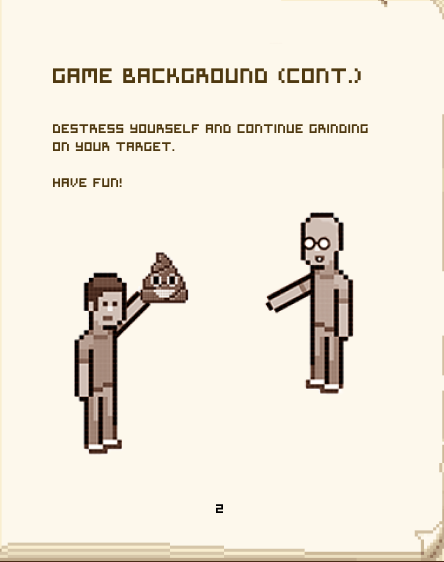 GAME BACKGROUND (CONT.)
DESTRESS YOURSELF AND CONTINUE GRINDING
ON YOUR TARGET.
HAVE FUN!
2